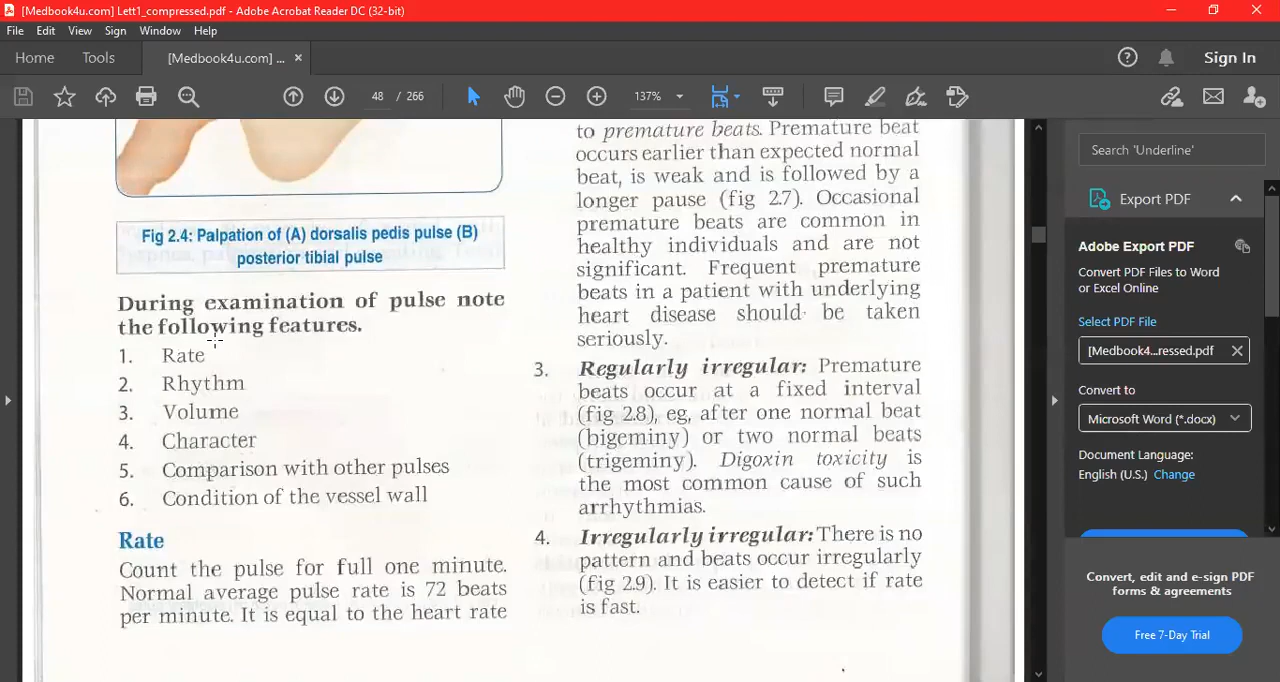 [Medbook4u.com] Lett1_compressed.pdf - Adobe Acrobat Reader DC (32-bit)
File Edit View Sign Window Help
Home Tools [Medbook4u.com] ... × Sign In
48 / 266 137%
Fig 2.4: Palpation of (A) dorsalis pedis pulse (B)
posterior tibial pulse
During examination of pulse note
the following features.
1. Rate
2. Rhythm
3. Volume
4. Character
5. Comparison with other pulses
6. Condition of the vessel wall
Rate
Count the pulse for full one minute.
Normal average pulse rate is 72 beats
per minute. It is equal to the heart rate
to premature beats. Premature beat
occurs earlier than expected normal
beat, is weak and is followed by a
longer pause (fig 2.7). Occasional
premature beats are common in
healthy individuals and are not
significant. Frequent premature
beats in a patient with underlying
heart disease should be taken
seriously.
3. Regularly irregular: Premature
beats occur at a fixed interval
(fig 2.8), eg, after one normal beat
(bigeminy) or two normal beats
(trigeminy). Digoxin toxicity is
the most common cause of such
arrhythmias.
4. Irregularly irregular: There is no
pattern and beats occur irregularly
(fig 2.9). It is easier to detect if rate
is fast.
Search 'Underline'
Export PDF
Adobe Export PDF
Convert PDF Files to Word
or Excel Online
Select PDF File
[Medbook4...ressed.pdf
Convert to
Microsoft Word (*.docx)
Document Language:
English (U.S.) Change
Convert, edit and e-sign PDF
forms & agreements
Free 7-Day Trial